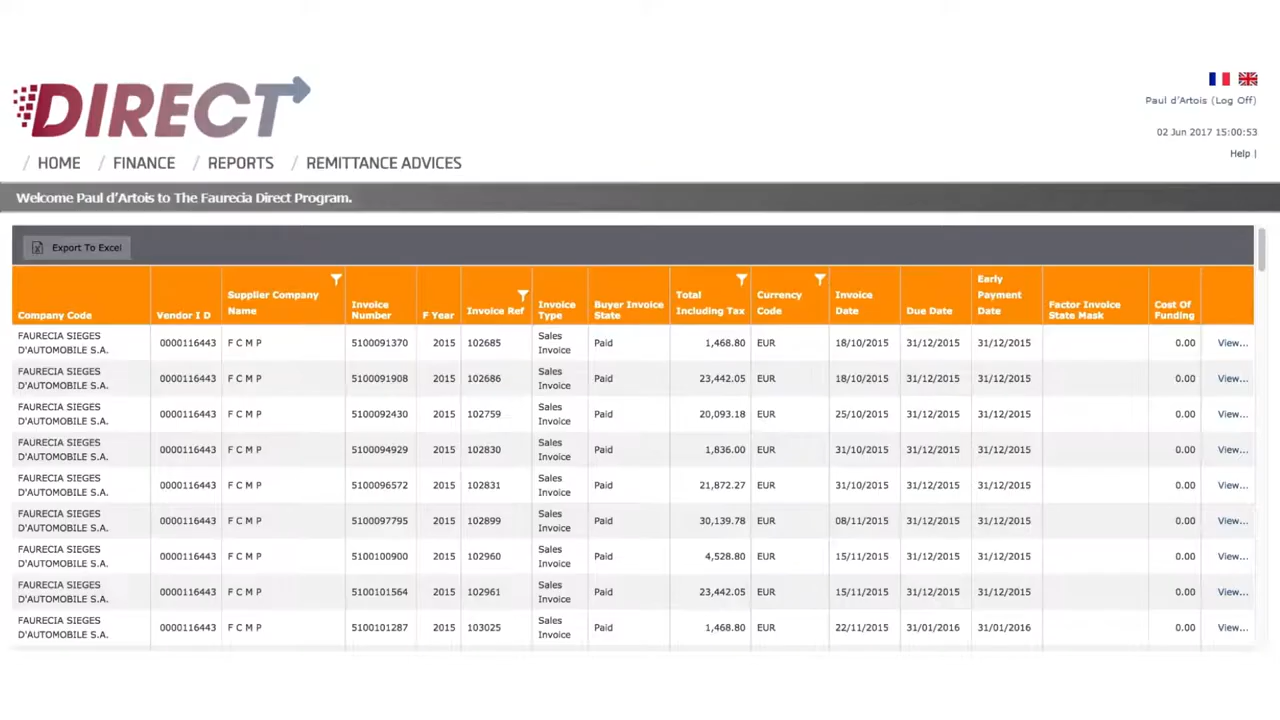 DIRECT
Paul d'Artois (Log Off)
02 Jun 2017 15:00:53
Help |
/ HOME / FINANCE / REPORTS / REMITTANCE ADVICES
Welcome Paul d'Artois to The Faurecia Direct Program.
Export To Excel
Company Code Vendor I D Supplier Company Name Invoice Number F Year Invoice Ref Invoice Type Buyer Invoice State Total Including Tax Currency Code Invoice Date Due Date Early Payment Date Factor Invoice State Mask Cost Of Funding
FAURECIA SIEGES D'AUTOMOBILE S.A. 0000116443 F C M P 5100091370 2015 102685 Sales Invoice Paid 1,468.80 EUR 18/10/2015 31/12/2015 31/12/2015 0.00 View...
FAURECIA SIEGES D'AUTOMOBILE S.A. 0000116443 F C M P 5100091908 2015 102686 Sales Invoice Paid 23,442.05 EUR 18/10/2015 31/12/2015 31/12/2015 0.00 View...
FAURECIA SIEGES D'AUTOMOBILE S.A. 0000116443 F C M P 5100092430 2015 102759 Sales Invoice Paid 20,093.18 EUR 25/10/2015 31/12/2015 31/12/2015 0.00 View...
FAURECIA SIEGES D'AUTOMOBILE S.A. 0000116443 F C M P 5100094929 2015 102830 Sales Invoice Paid 1,836.00 EUR 31/10/2015 31/12/2015 31/12/2015 0.00 View...
FAURECIA SIEGES D'AUTOMOBILE S.A. 0000116443 F C M P 5100096572 2015 102831 Sales Invoice Paid 21,872.27 EUR 31/10/2015 31/12/2015 31/12/2015 0.00 View...
FAURECIA SIEGES D'AUTOMOBILE S.A. 0000116443 F C M P 5100097795 2015 102899 Sales Invoice Paid 30,139.78 EUR 08/11/2015 31/12/2015 31/12/2015 0.00 View...
FAURECIA SIEGES D'AUTOMOBILE S.A. 0000116443 F C M P 5100100900 2015 102960 Sales Invoice Paid 4,528.80 EUR 15/11/2015 31/12/2015 31/12/2015 0.00 View...
FAURECIA SIEGES D'AUTOMOBILE S.A. 0000116443 F C M P 5100101564 2015 102961 Sales Invoice Paid 23,442.05 EUR 15/11/2015 31/12/2015 31/12/2015 0.00 View...
FAURECIA SIEGES D'AUTOMOBILE S.A. 0000116443 F C M P 5100101287 2015 103025 Sales Invoice Paid 1,468.80 EUR 22/11/2015 31/01/2016 31/01/2016 0.00 View...